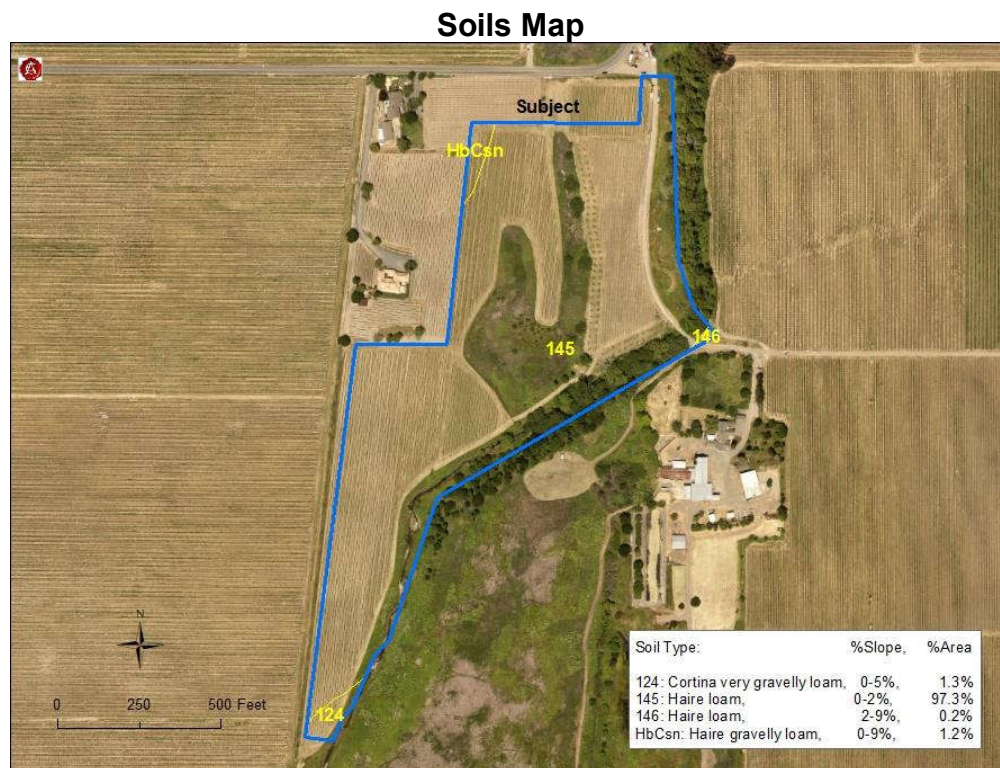 Soils Map
Subject
HbCsn
145
146
N
0 250 500 Feet
124
Soil Type: %Slope, %Area
124: Cortina very gravelly loam, 0-5%, 1.3%
145: Haire loam, 0-2%, 97.3%
146: Haire loam, 2-9%, 0.2%
HbCsn: Haire gravelly loam, 0-9%, 1.2%